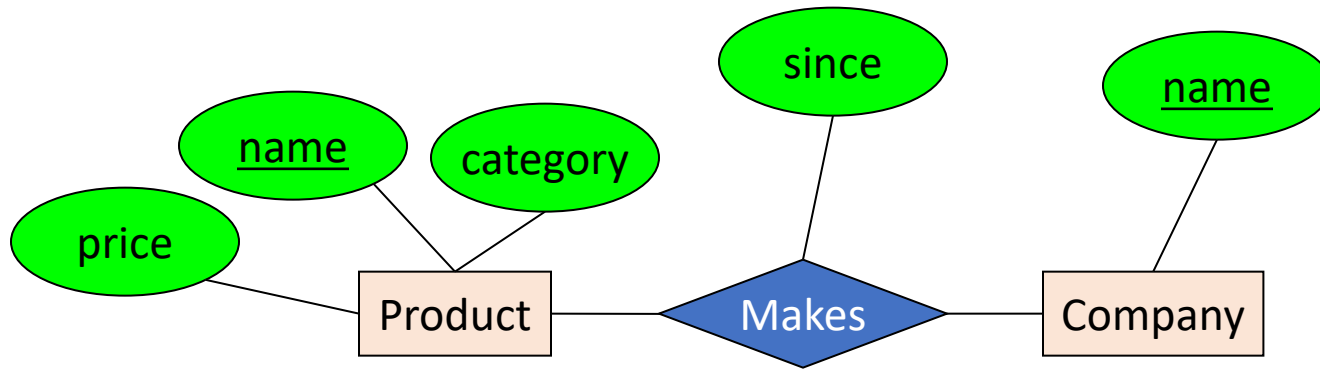 since
name
name
category
price
Product
Makes
Company